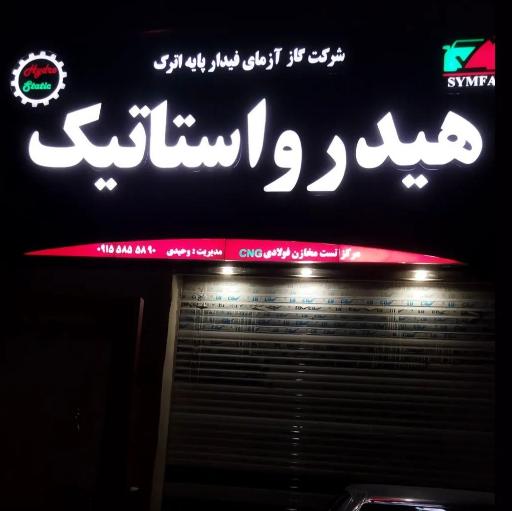 شرکت گاز آزمای فیدار پایه اترک
Hydro
Static
SYMFA
هیدرواستاتیک
مرکز تست مخازن فولادی CNG مدیریت : وحیدی ۰۹۱۵ ۵۸۵ ۵۸ ۹۰